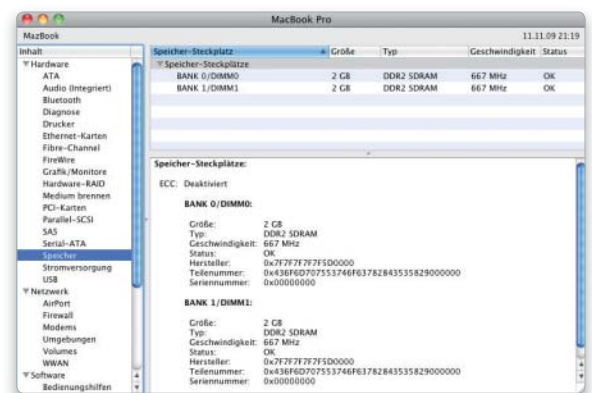 MacBook Pro
MazBook 11.11.09 21:19
Inhalt
Hardware
ATA
Audio (Integriert)
Bluetooth
Diagnose
Drucker
Ethernet-Karten
Fibre-Channel
FireWire
Grafik/Monitore
Hardware-RAID
Medium brennen
PCI-Karten
Parallel-SCSI
SAS
Serial-ATA
Speicher
Stromversorgung
USB
Netzwerk
AirPort
Firewall
Modems
Umgebungen
Volumes
WWAN
Software
Bedienungshilfen
Speicher-Steckplatz Größe Typ Geschwindigkeit Status
Speicher-Steckplätze
BANK 0/DIMM0 2 GB DDR2 SDRAM 667 MHz OK
BANK 1/DIMM1 2 GB DDR2 SDRAM 667 MHz OK
Speicher-Steckplätze:
ECC: Deaktiviert
BANK 0/DIMM0:
Größe: 2 GB
Typ: DDR2 SDRAM
Geschwindigkeit: 667 MHz
Status: OK
Hersteller: 0x7F7F7F7F7F5D0000
Teilenummer: 0x436F6D707553746F63782843535829000000
Seriennummer: 0x00000000
BANK 1/DIMM1:
Größe: 2 GB
Typ: DDR2 SDRAM
Geschwindigkeit: 667 MHz
Status: OK
Hersteller: 0x7F7F7F7F7F5D0000
Teilenummer: 0x436F6D707553746F63782843535829000000
Seriennummer: 0x00000000